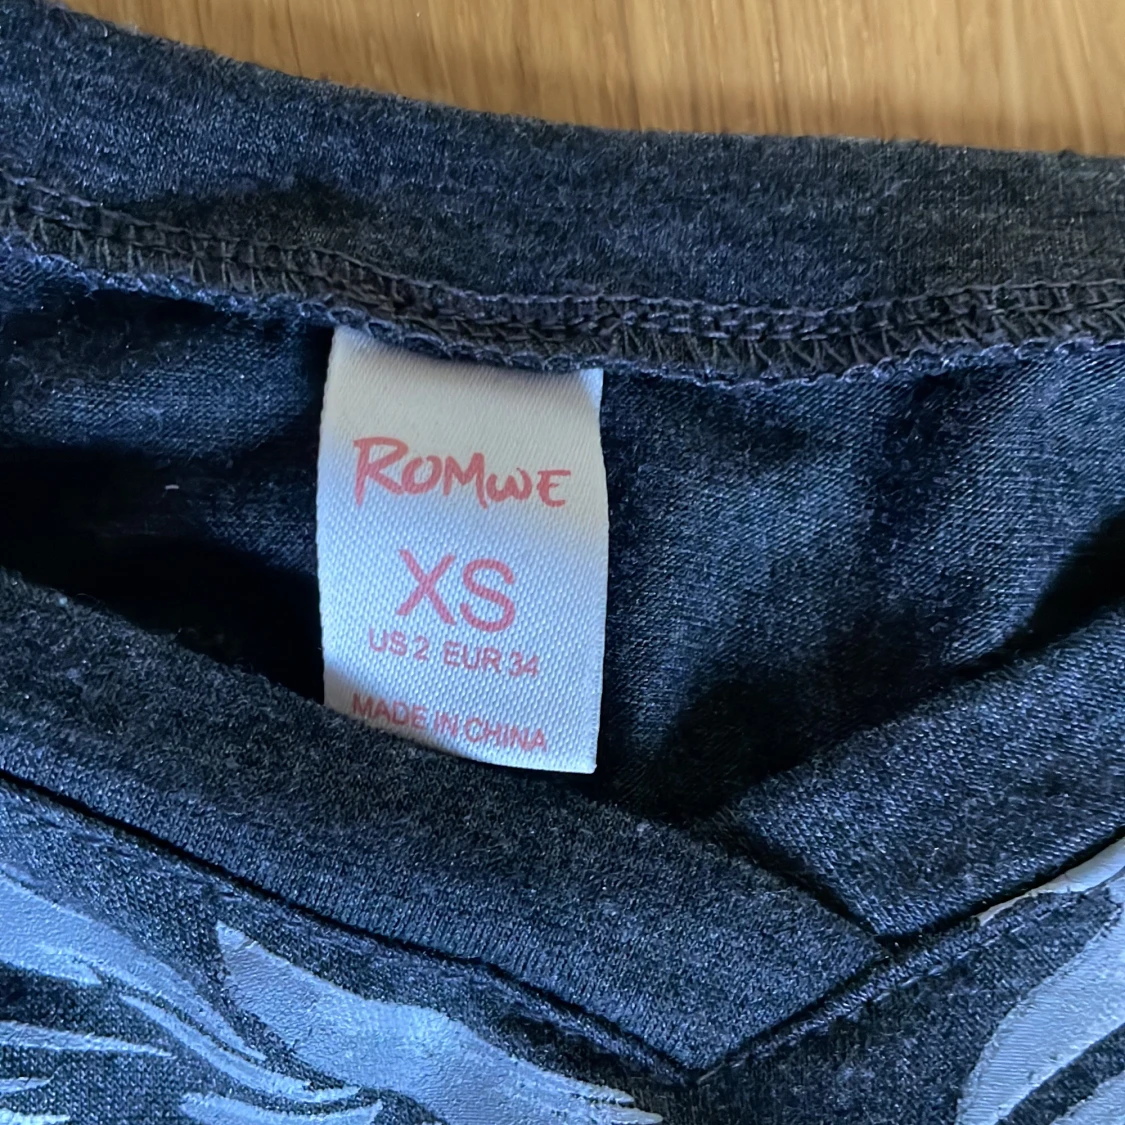 ROMWE
XS
US 2 EUR 34
MADE IN CHINA